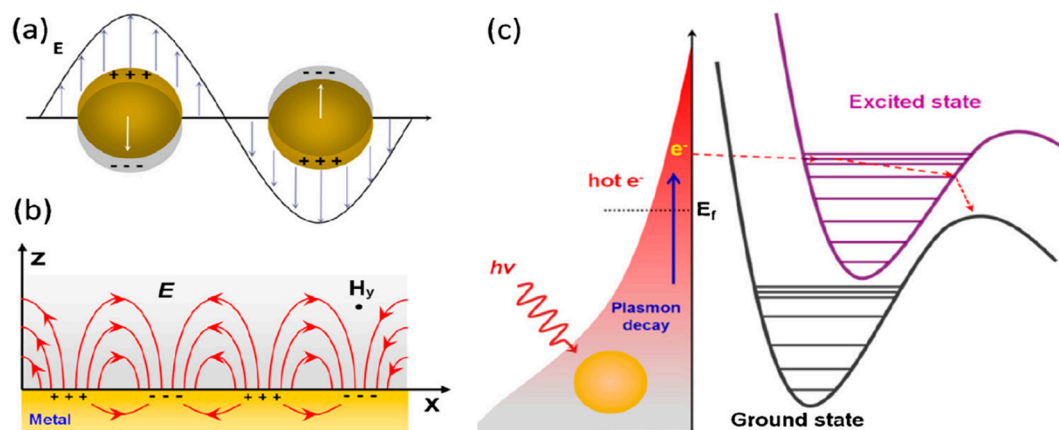 (a)
E
+ + +
- - -
- - -
+ + +
(b)
z
E
Hy
+ + +
- - -
+ + +
- - -
x
Metal
(c)
Excited state
e-
hot e-
Ef
hν
Plasmon
decay
Ground state